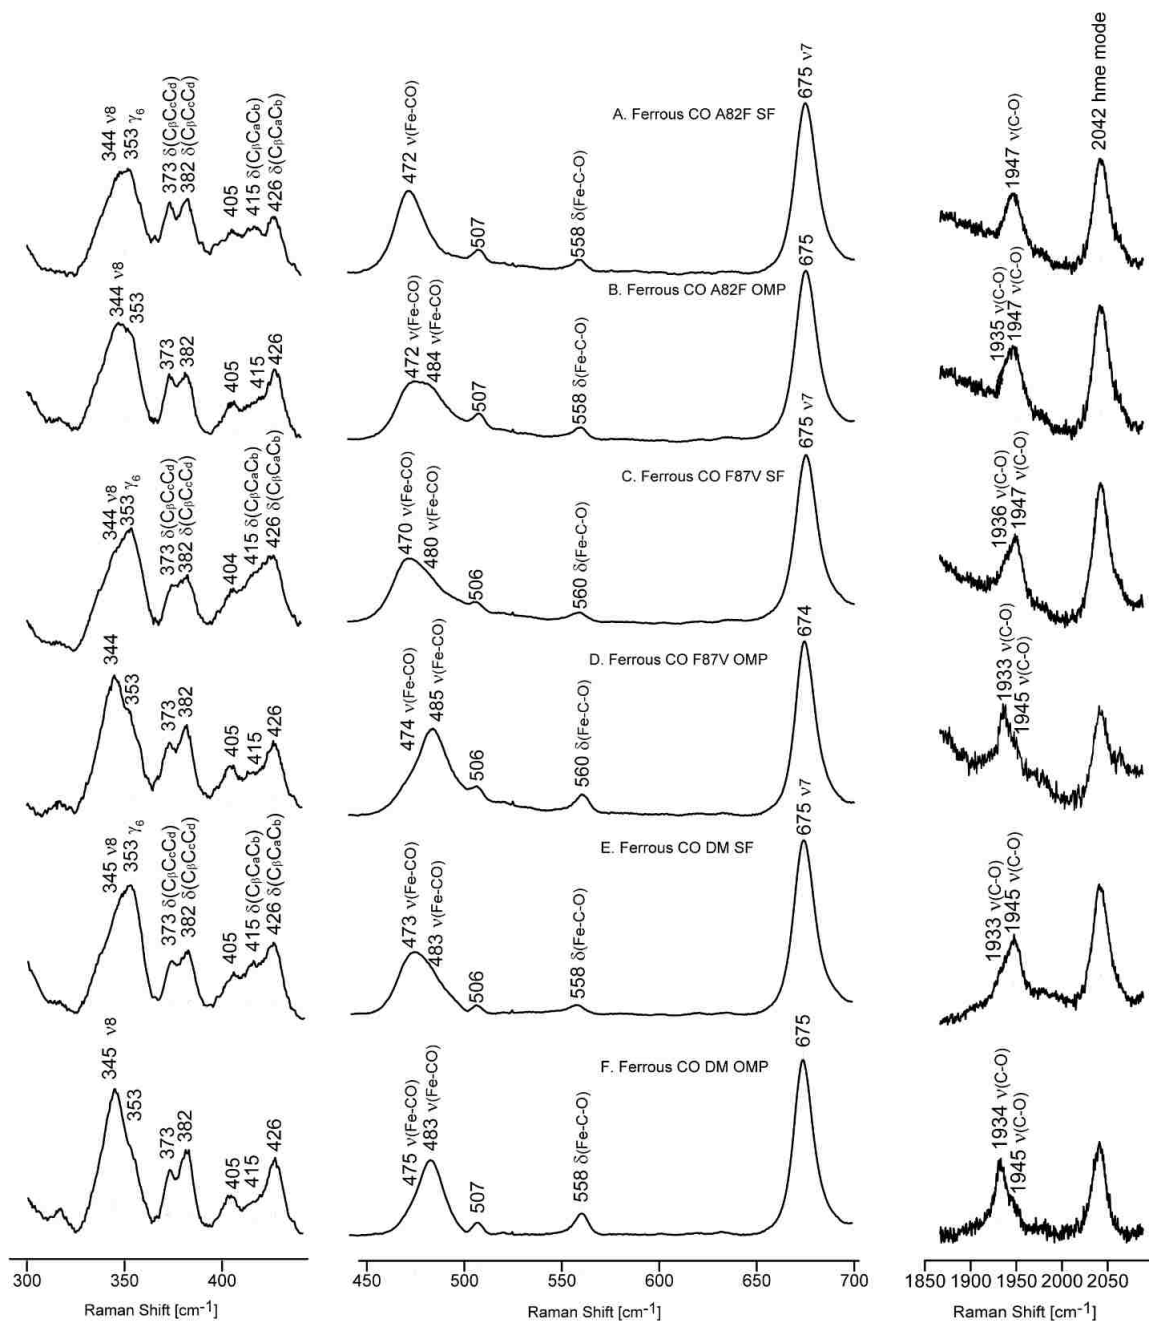 344 ν8
353 γ6
373 δ(CβCcCd)
382 δ(CβCcCd)
405
415 δ(CβCaCb)
426 δ(CβCaCb)
472 ν(Fe-CO)
507
558 δ(Fe-C-O)
A. Ferrous CO A82F SF
675 ν7
1947 ν(C-O)
2042 hme mode
344 ν8
353
373
382
405
415
426
472 ν(Fe-CO)
484 ν(Fe-CO)
507
558 δ(Fe-C-O)
B. Ferrous CO A82F OMP
675
1935 ν(C-O)
1947 ν(C-O)
344 ν8
353 γ6
373 δ(CβCcCd)
382 δ(CβCcCd)
404
415 δ(CβCaCb)
426 δ(CβCaCb)
470 ν(Fe-CO)
480 ν(Fe-CO)
506
560 δ(Fe-C-O)
C. Ferrous CO F87V SF
675 ν7
1936 ν(C-O)
1947 ν(C-O)
344
353
373
382
405
415
426
474 ν(Fe-CO)
485 ν(Fe-CO)
506
560 δ(Fe-C-O)
D. Ferrous CO F87V OMP
674
1933 ν(C-O)
1945 ν(C-O)
345 ν8
353 γ6
373 δ(CβCcCd)
382 δ(CβCcCd)
405
415 δ(CβCaCb)
426 δ(CβCaCb)
473 ν(Fe-CO)
483 ν(Fe-CO)
506
558 δ(Fe-C-O)
E. Ferrous CO DM SF
675 ν7
1933 ν(C-O)
1945 ν(C-O)
345 ν8
353
373
382
405
415
426
475 ν(Fe-CO)
483 ν(Fe-CO)
507
558 δ(Fe-C-O)
F. Ferrous CO DM OMP
675
1934 ν(C-O)
1945 ν(C-O)
300 350 400
450 500 550 600 650 700
1850 1900 1950 2000 2050
Raman Shift [cm-1]
Raman Shift [cm-1]
Raman Shift [cm-1]